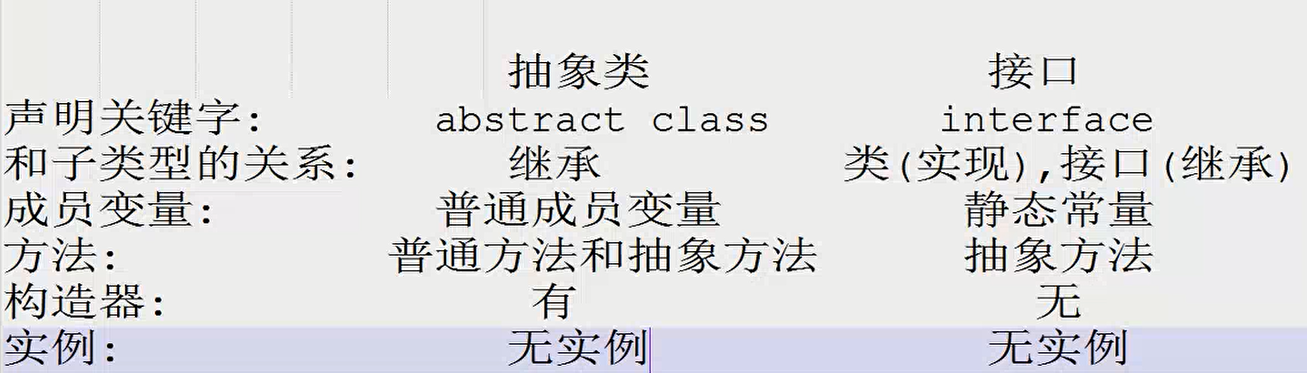 抽象类 接口
声明关键字: abstract class interface
和子类型的关系: 继承 类(实现),接口(继承)
成员变量: 普通成员变量 静态常量
方法: 普通方法和抽象方法 抽象方法
构造器: 有 无
实例: 无实例 无实例